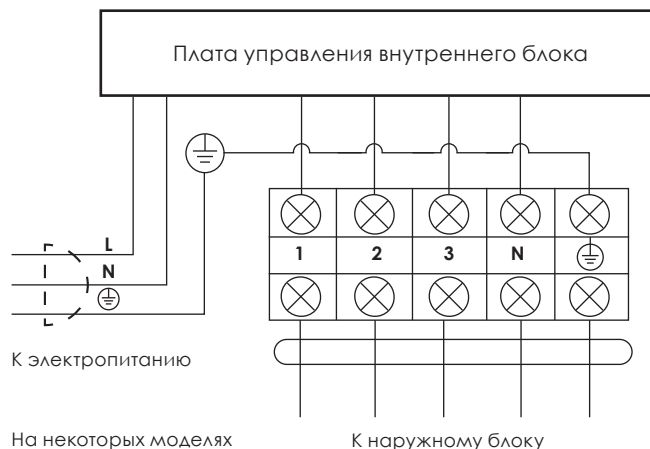 Плата управления внутреннего блока
L
N
1 2 3 N
К электропитанию
На некоторых моделях
К наружному блоку